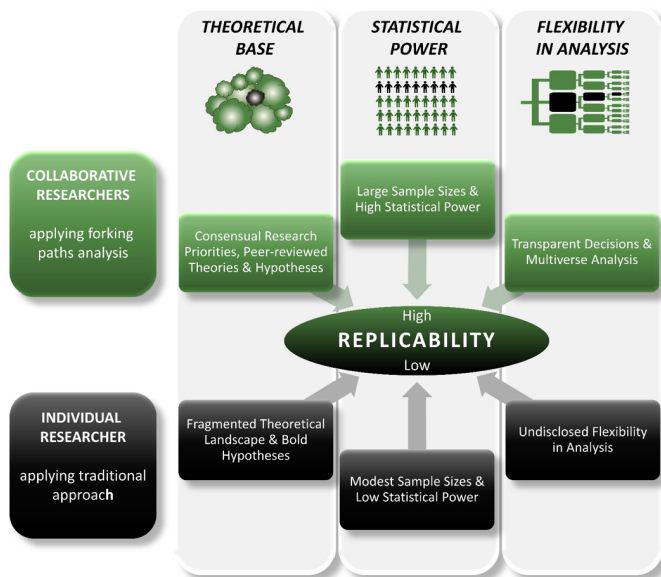 THEORETICAL
BASE
STATISTICAL
POWER
FLEXIBILITY
IN ANALYSIS
COLLABORATIVE
RESEARCHERS
applying forking
paths analysis
Consensual Research
Priorities, Peer-reviewed
Theories & Hypotheses
Large Sample Sizes &
High Statistical Power
Transparent Decisions &
Multiverse Analysis
High
REPLICABILITY
Low
INDIVIDUAL
RESEARCHER
applying traditional
approach
Fragmented Theoretical
Landscape & Bold
Hypotheses
Modest Sample Sizes &
Low Statistical Power
Undisclosed Flexibility
in Analysis